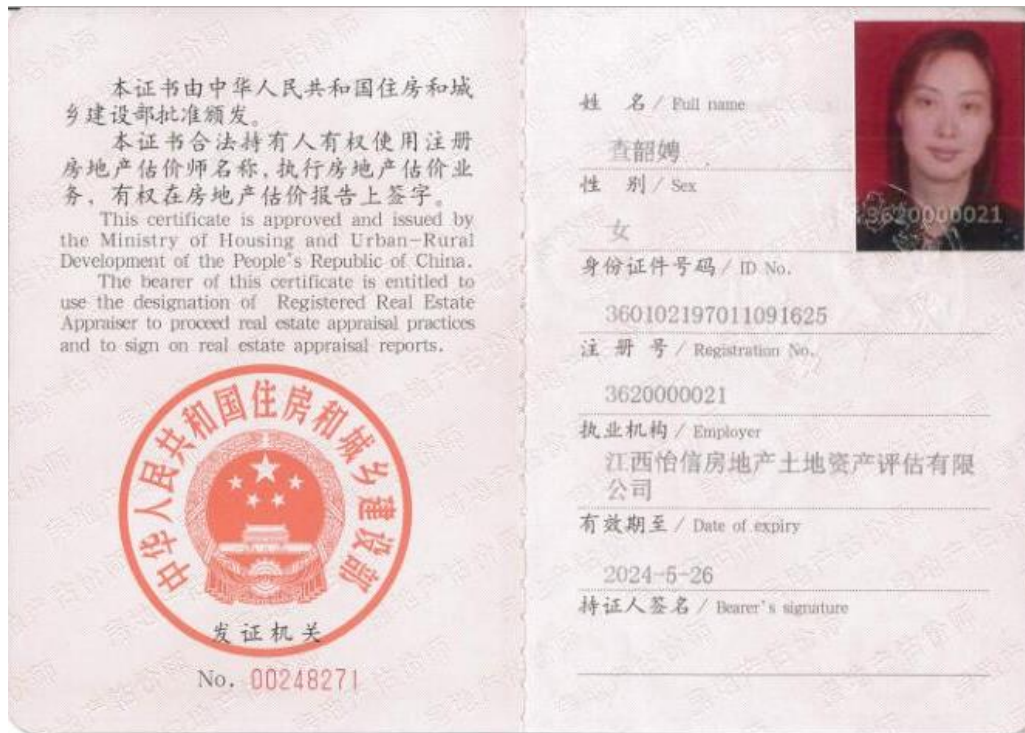 本证书由中华人民共和国住房和城
乡建设部批准颁发。
本证书合法持有人有权使用注册
房地产估价师名称,执行房地产估价业
务,有权在房地产估价报告上签字。
This certificate is approved and issued by
the Ministry of Housing and Urban-Rural
Development of the People's Republic of China.
The bearer of this certificate is entitled to
use the designation of Registered Real Estate
Appraiser to proceed real estate appraisal practices
and to sign on real estate appraisal reports.
中华人民共和国住房和城乡建设部
发证机关
No. 00248271
姓 名 / Full name
查韶娉
性 别 / Sex
女
身份证件号码 / ID No.
360102197011091625
注 册 号 / Registration No.
3620000021
执业机构 / Employer
江西怡信房地产土地资产评估有限
公司
有效期至 / Date of expiry
2024-5-26
持证人签名 / Bearer's signature
3620000021